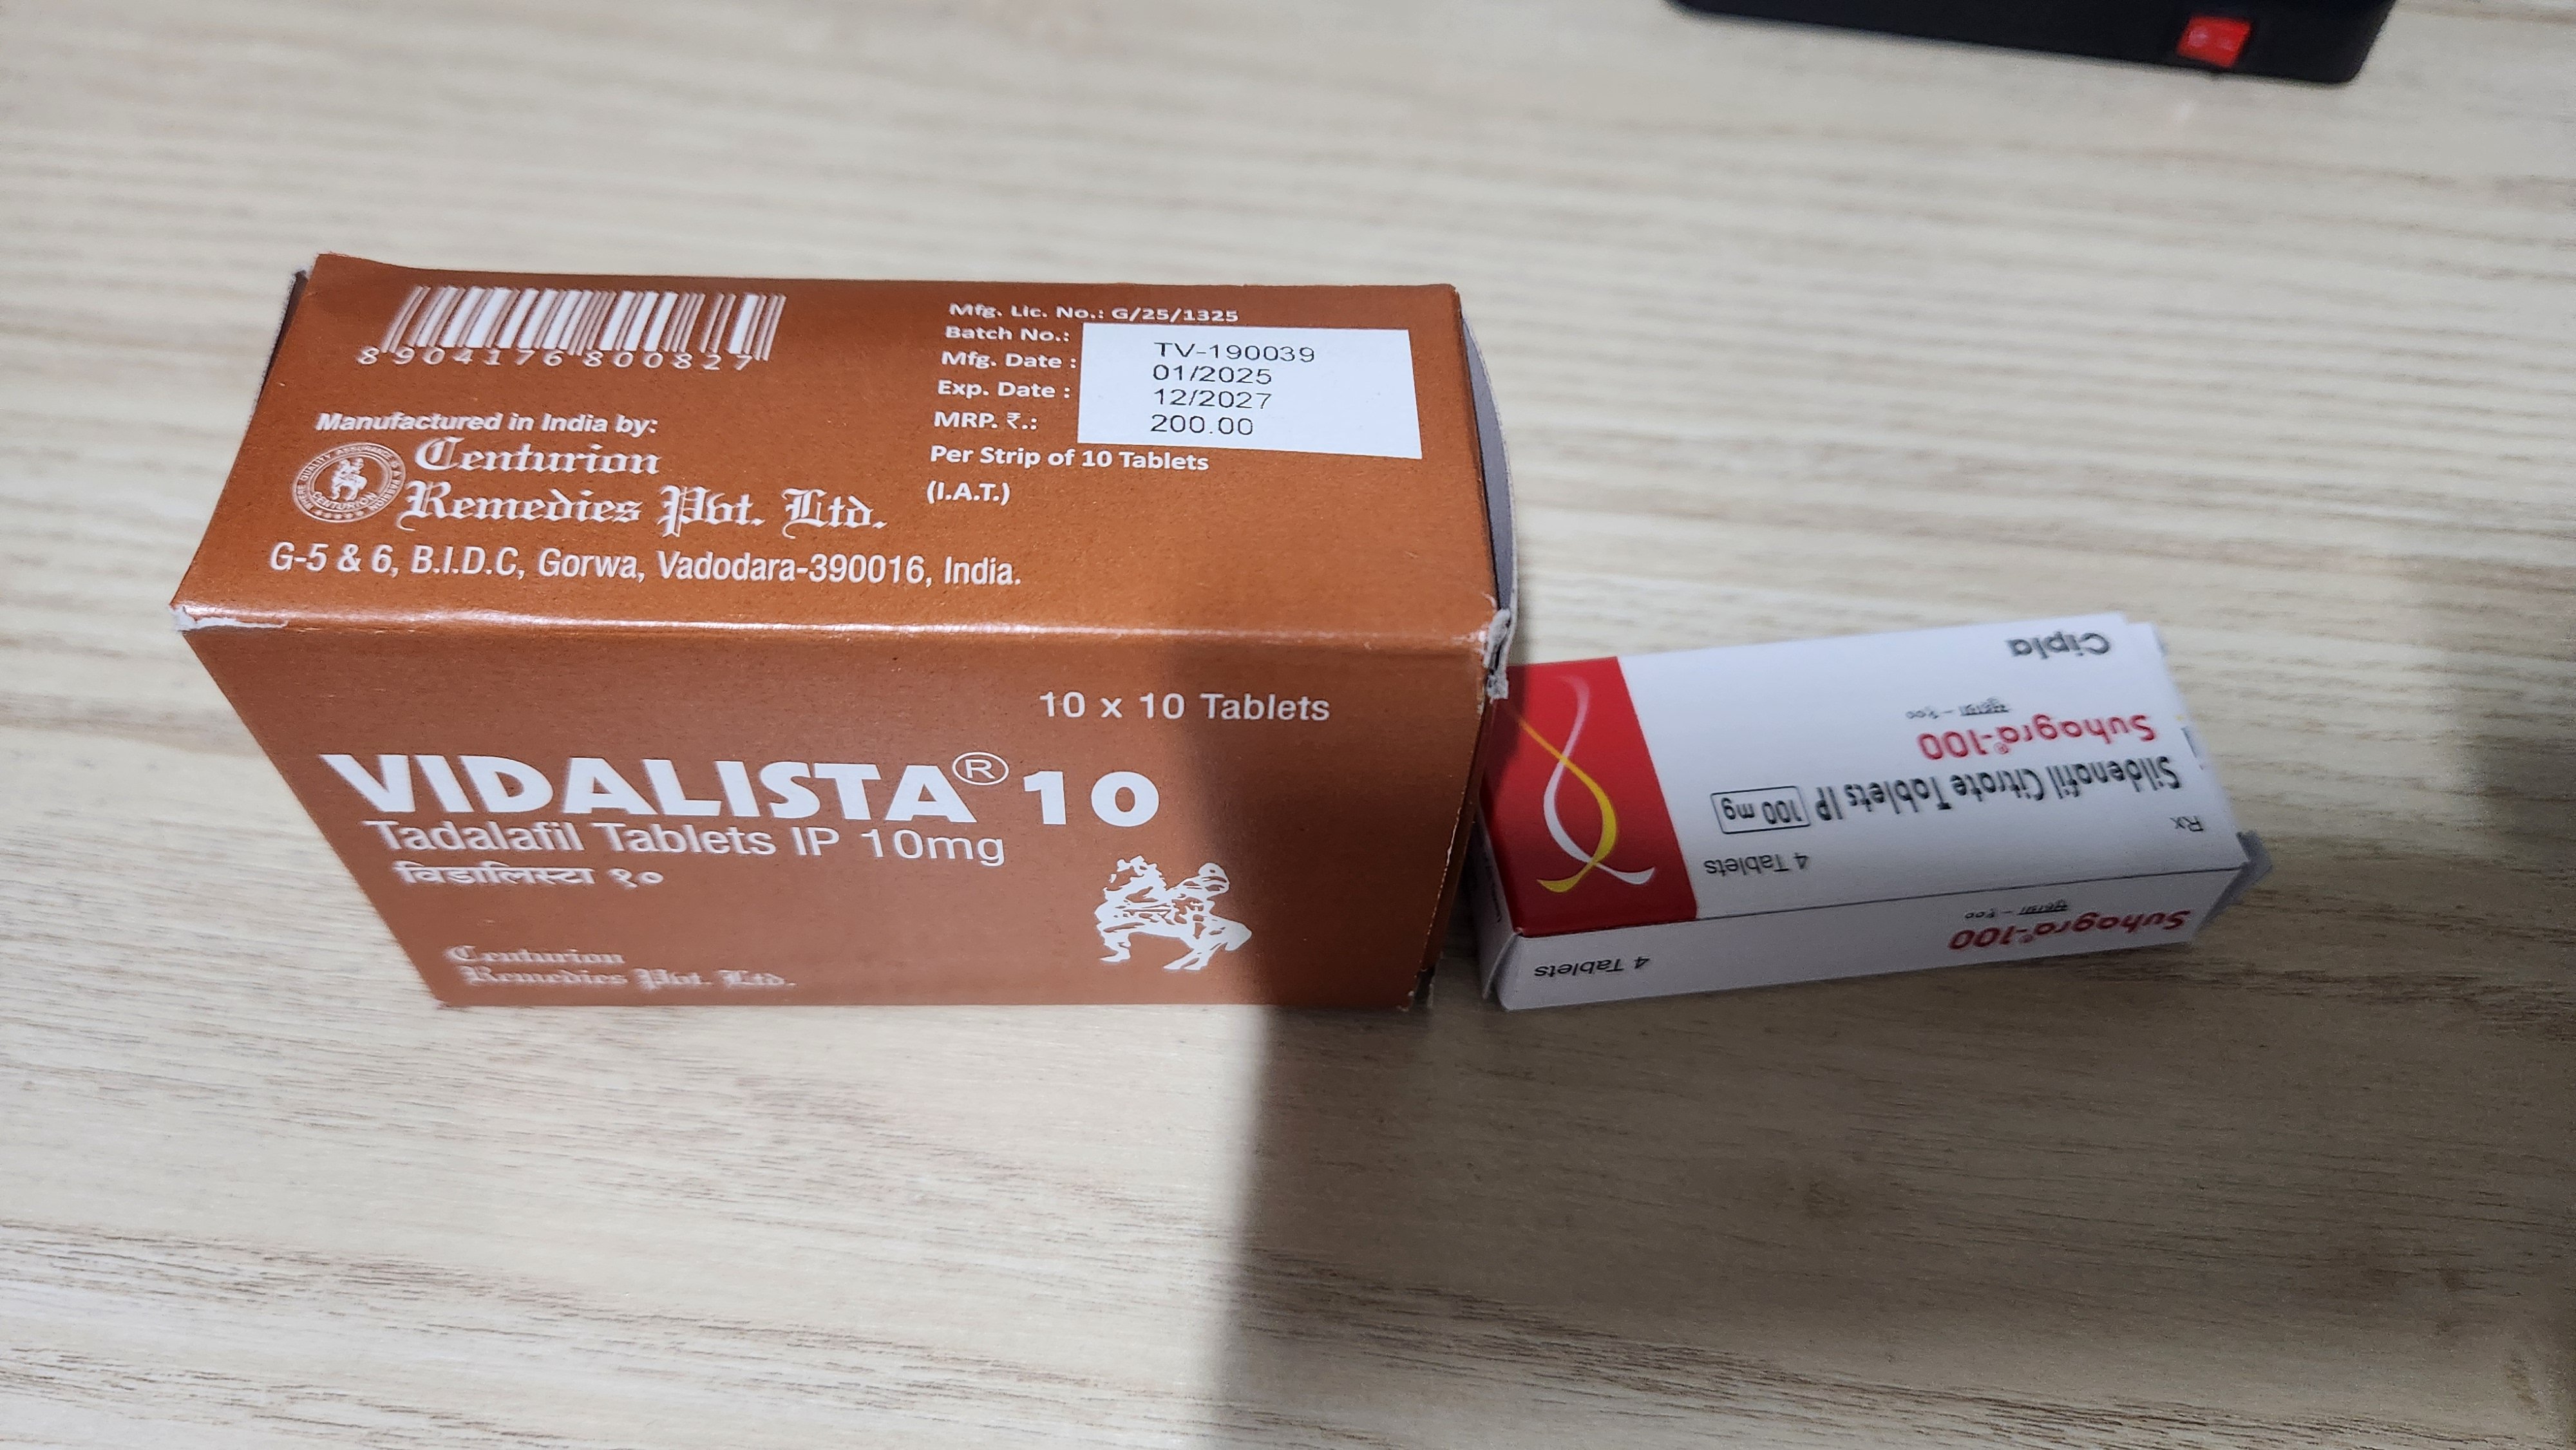 8904176800827
Manufactured in India by:
Centurion
Remedies Pvt. Ltd.
G-5 & 6, B.I.D.C, Gorwa, Vadodara-390016, India.
Mfg. Lic. No.: G/25/1325
Batch No.: TV-190039
Mfg. Date : 01/2025
Exp. Date : 12/2027
MRP. ₹.: 200.00
Per Strip of 10 Tablets
(I.A.T.)
10 x 10 Tablets
VIDALISTA® 10
Tadalafil Tablets IP 10mg
विडालिस्टा १०
Centurion
Remedies Pvt. Ltd.
Rx
4 Tablets
Sildenafil Citrate Tablets IP 100 mg
Suhagra®-100
सुहाग्रा – १००
Cipla
Suhagra®-100
सुहाग्रा – १००
4 Tablets